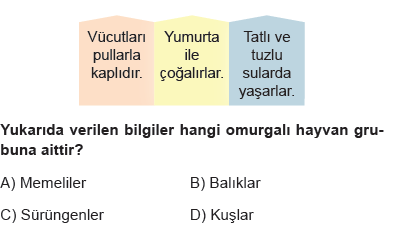 Vücutları
pullarla
kaplıdır.
Yumurta
ile
çoğalırlar.
Tatlı ve
tuzlu
sularda
yaşarlar.
Yukarıda verilen bilgiler hangi omurgalı hayvan gru-
buna aittir?
A) Memeliler
B) Balıklar
C) Sürüngenler
D) Kuşlar